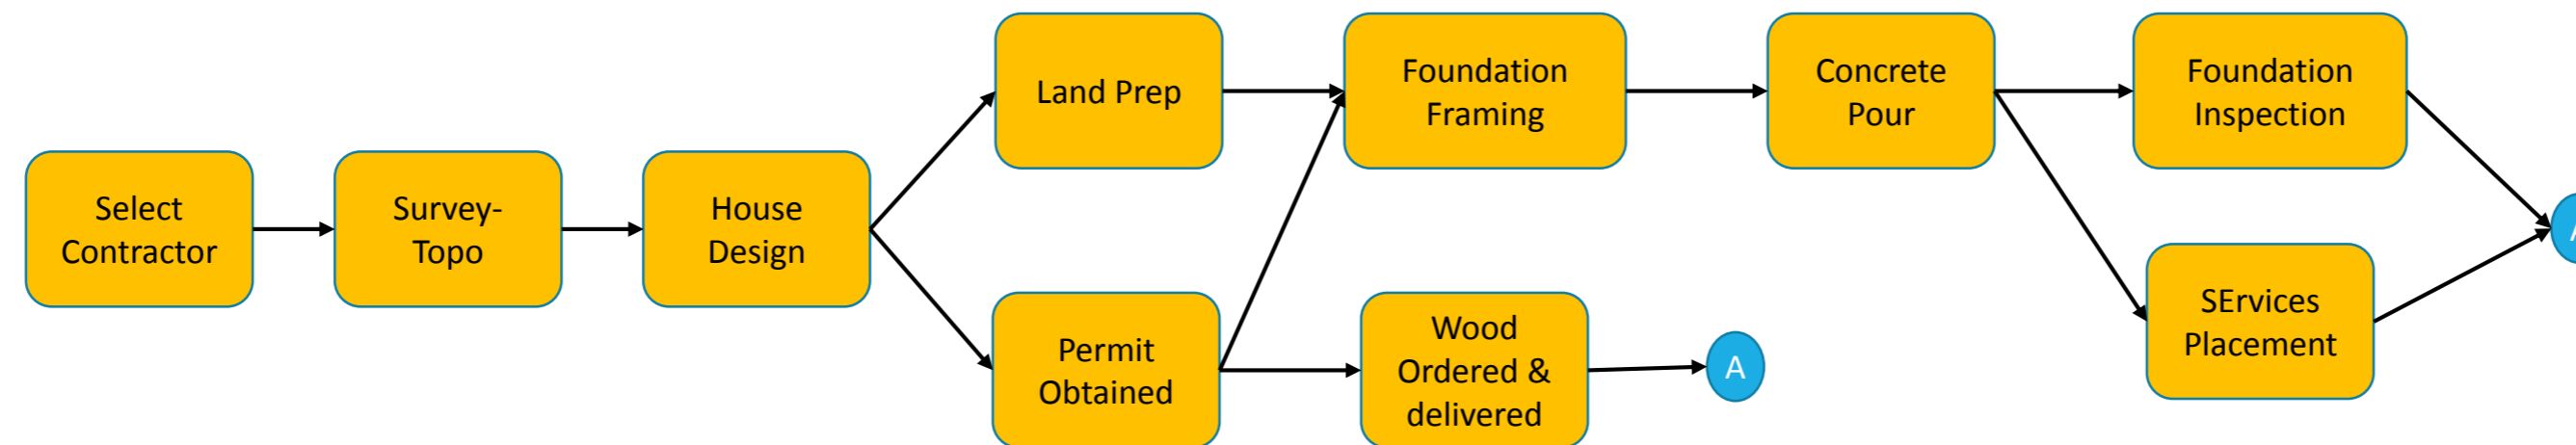 Select
Contractor
Survey-
Topo
House
Design
Land Prep
Permit
Obtained
Foundation
Framing
Wood
Ordered &
delivered
A
Concrete
Pour
Foundation
Inspection
SErvices
Placement
A